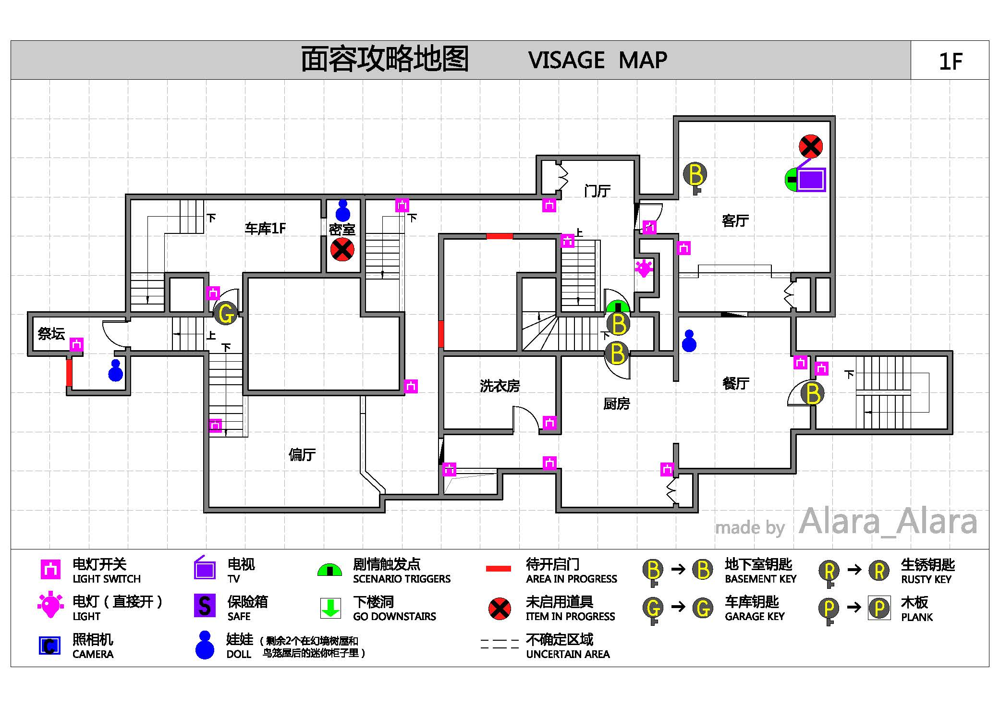 面容攻略地图 VISAGE MAP 1F
门厅
客厅
B
上
下
下
车库1F
密室
G
祭坛
上
下
B
下
B
洗衣房
厨房
餐厅
B
下
偏厅
made by Alara_Alara
电灯开关
LIGHT SWITCH
电视
TV
剧情触发点
SCENARIO TRIGGERS
待开启门
AREA IN PROGRESS
B → B 地下室钥匙
BASEMENT KEY
R → R 生锈钥匙
RUSTY KEY
电灯（直接开）
LIGHT
S 保险箱
SAFE
下楼洞
GO DOWNSTAIRS
未启用道具
ITEM IN PROGRESS
G → G 车库钥匙
GARAGE KEY
P → P 木板
PLANK
C 照相机
CAMERA
娃娃（剩余2个在幻境树屋和
DOLL 鸟笼屋后的迷你柜子里）
不确定区域
UNCERTAIN AREA